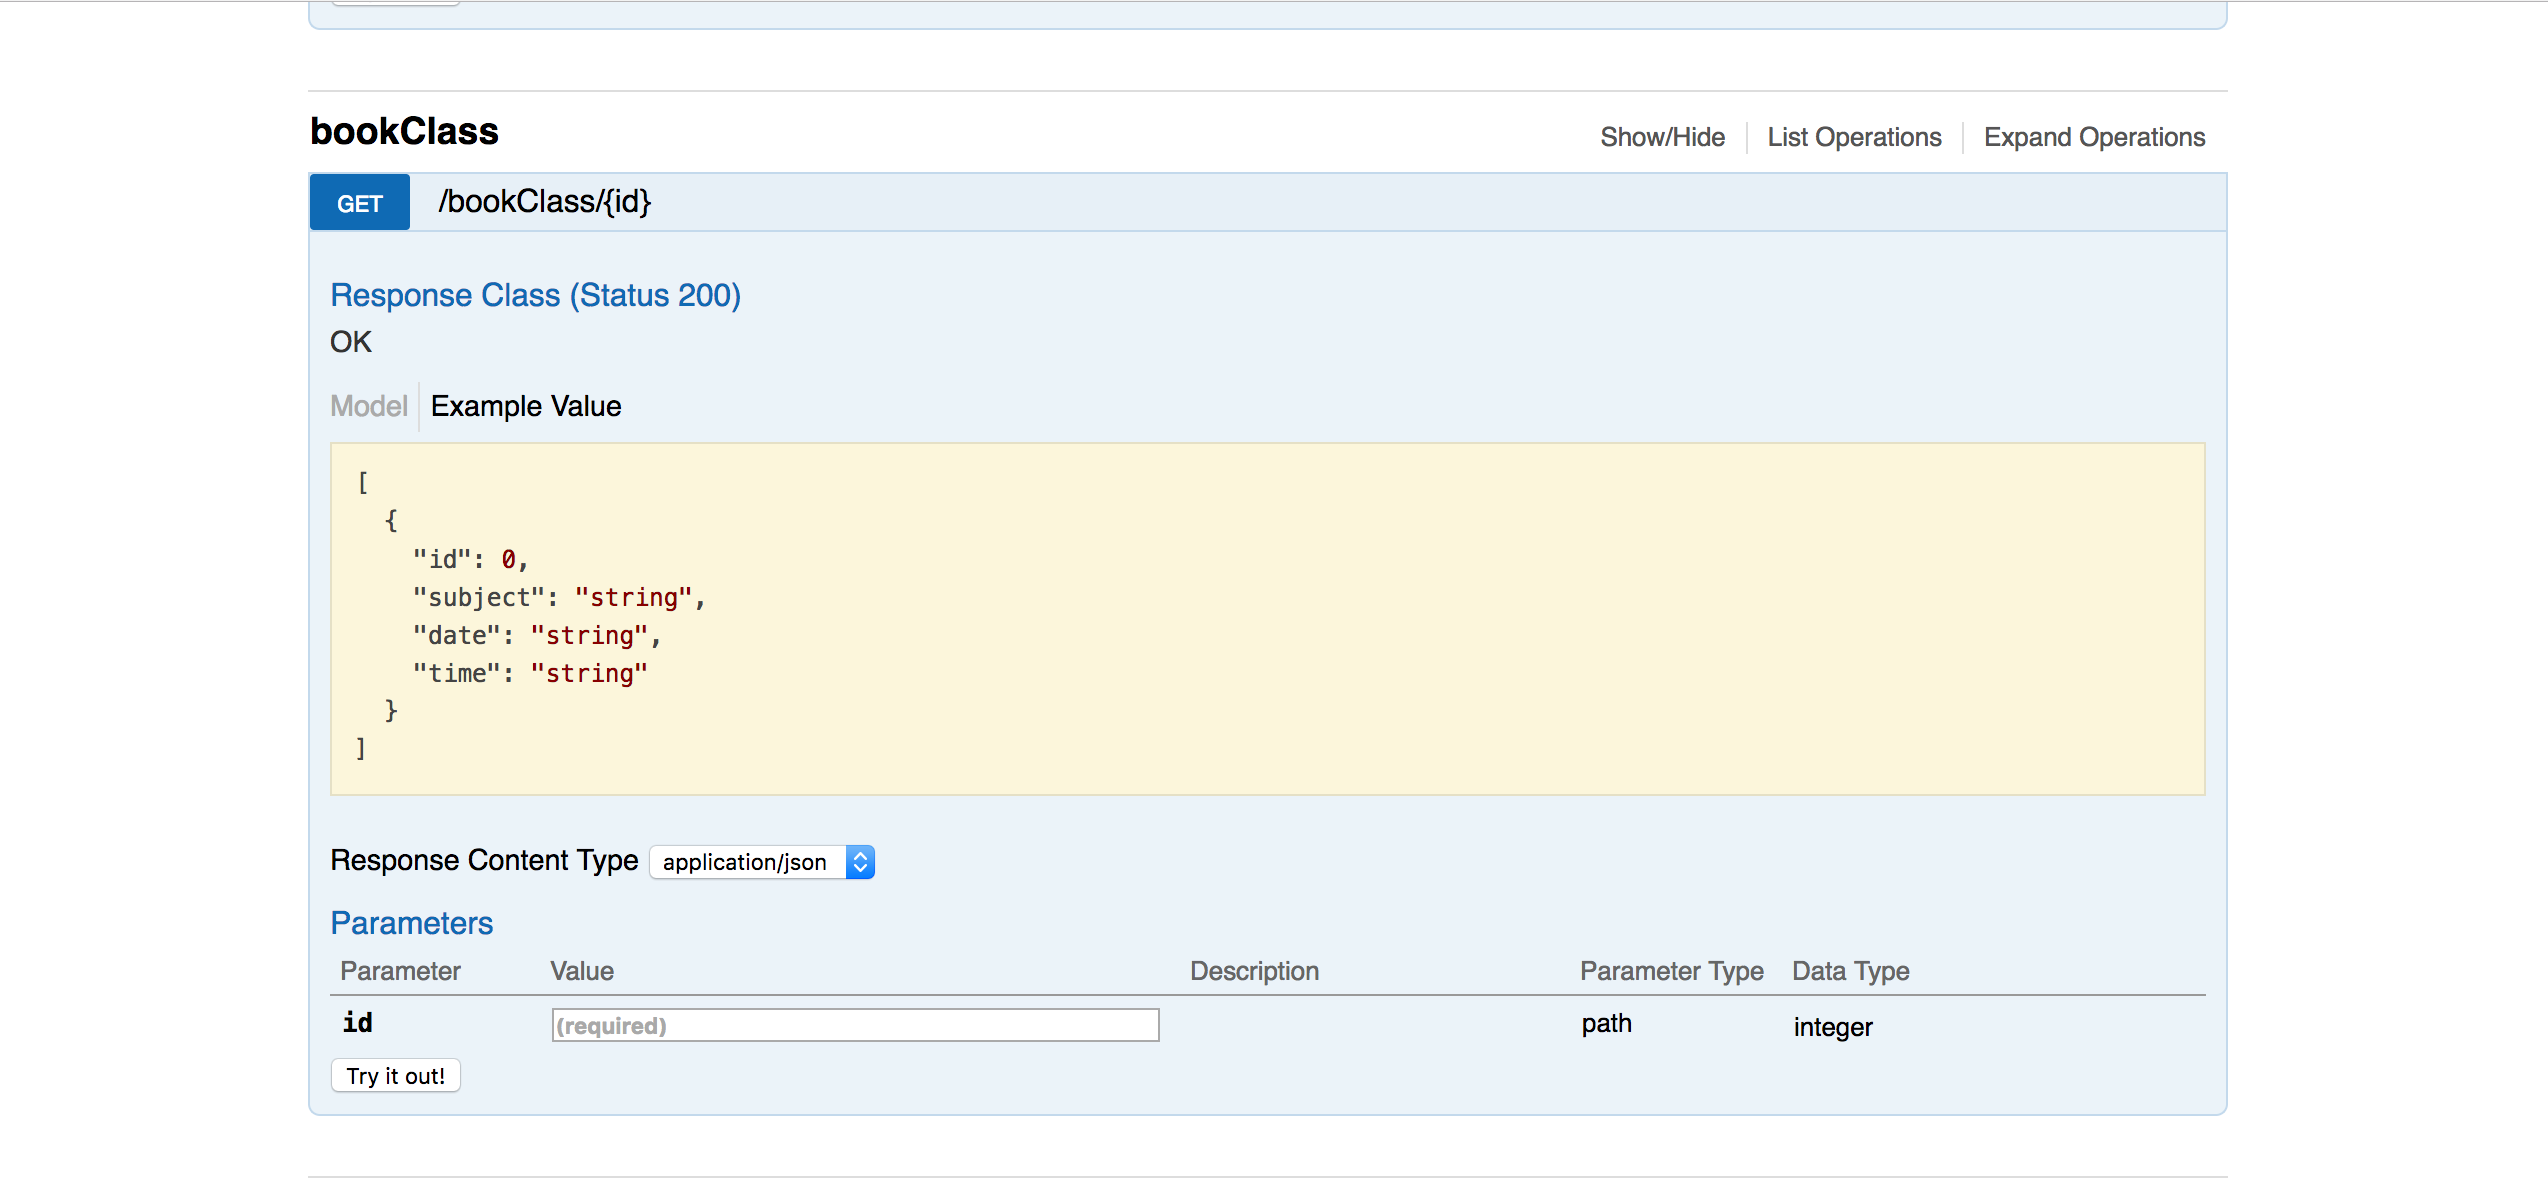 bookClass
Show/Hide List Operations Expand Operations
GET /bookClass/{id}
Response Class (Status 200)
OK
Model Example Value
[
  {
    "id": 0,
    "subject": "string",
    "date": "string",
    "time": "string"
  }
]
Response Content Type application/json
Parameters
Parameter Value Description Parameter Type Data Type
id (required) path integer
Try it out!